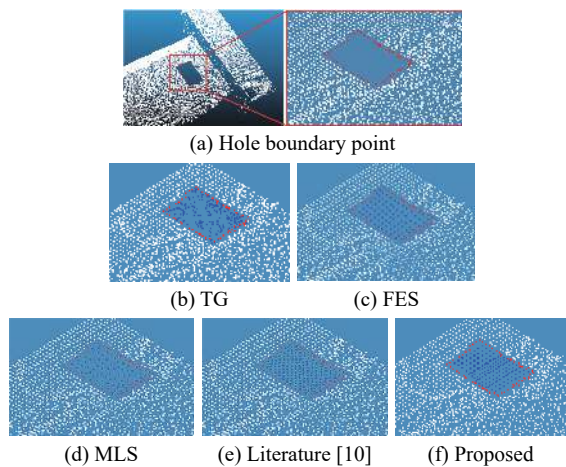 (a) Hole boundary point
(b) TG
(c) FES
(d) MLS
(e) Literature [10]
(f) Proposed